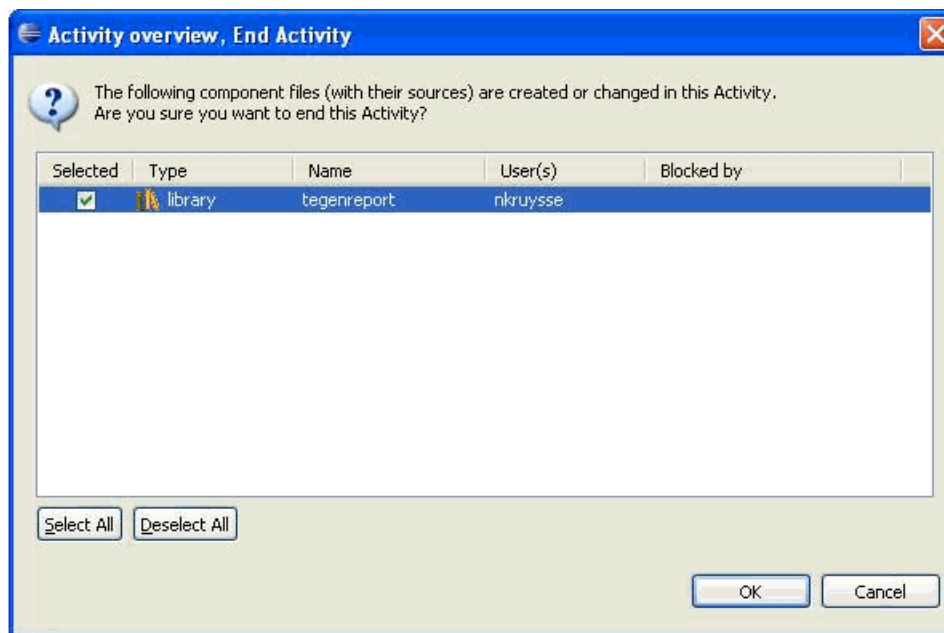 Activity overview, End Activity
The following component files (with their sources) are created or changed in this Activity.
Are you sure you want to end this Activity?
Selected Type Name User(s) Blocked by
library tegenreport nkruysse
Select All Deselect All
OK Cancel